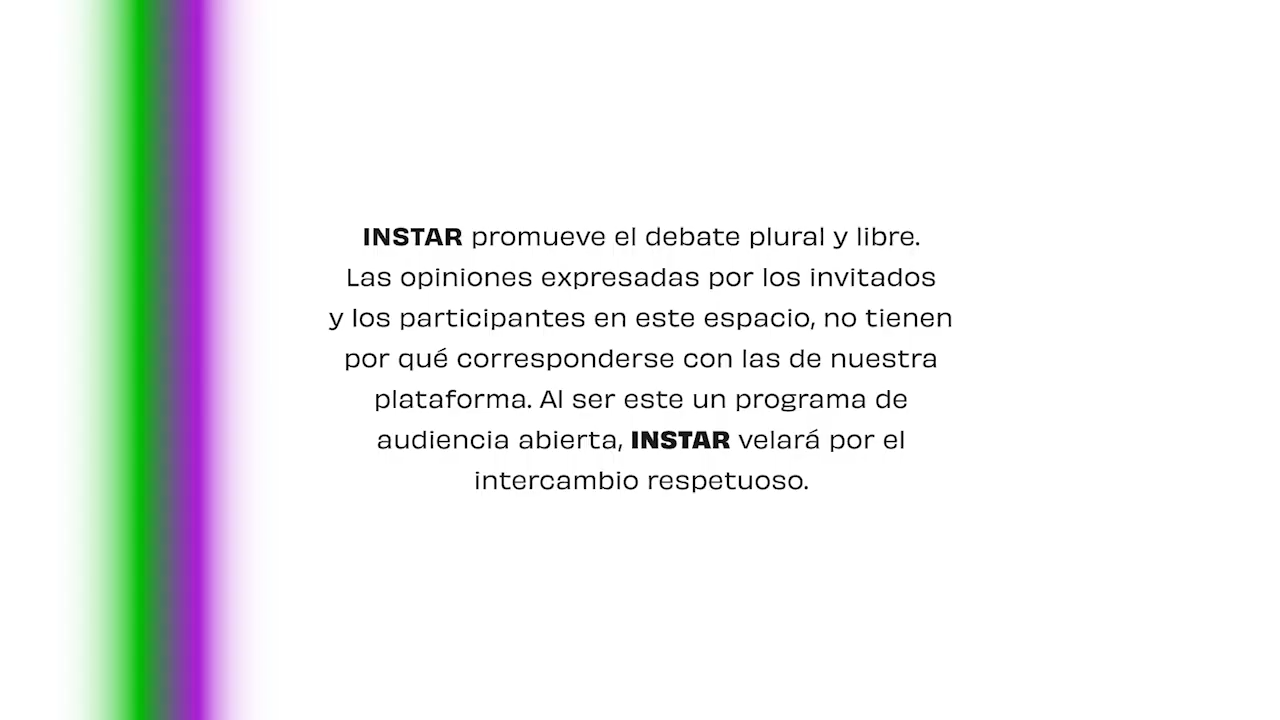 INSTAR promueve el debate plural y libre.
Las opiniones expresadas por los invitados
y los participantes en este espacio, no tienen
por qué corresponderse con las de nuestra
plataforma. Al ser este un programa de
audiencia abierta, INSTAR velará por el
intercambio respetuoso.